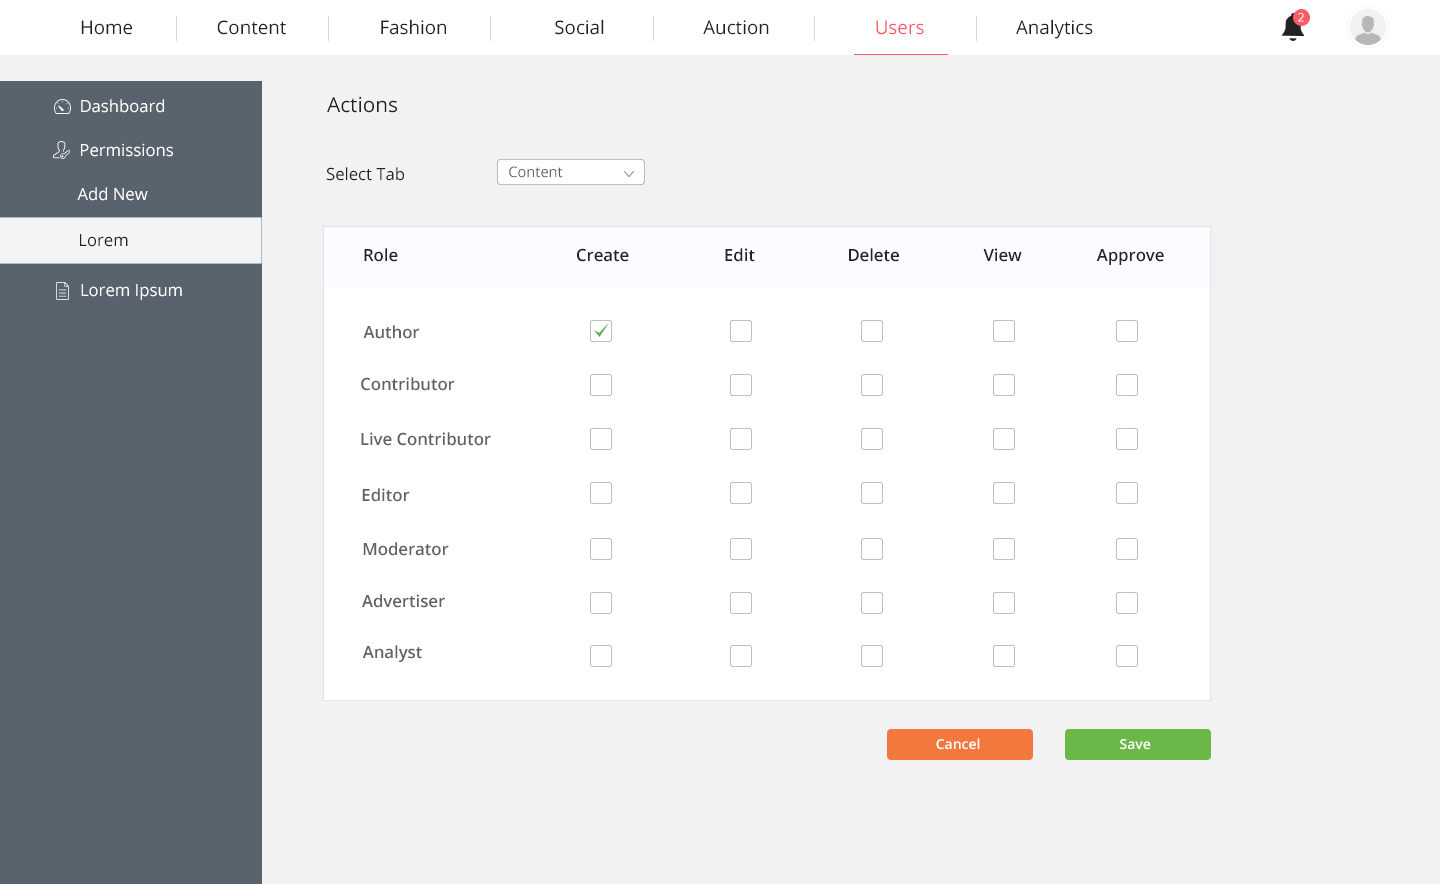 Home Content Fashion Social Auction Users Analytics 2
Dashboard
Permissions
Add New
Lorem
Lorem Ipsum
Actions
Select Tab Content
Role Create Edit Delete View Approve
Author
Contributor
Live Contributor
Editor
Moderator
Advertiser
Analyst
Cancel Save